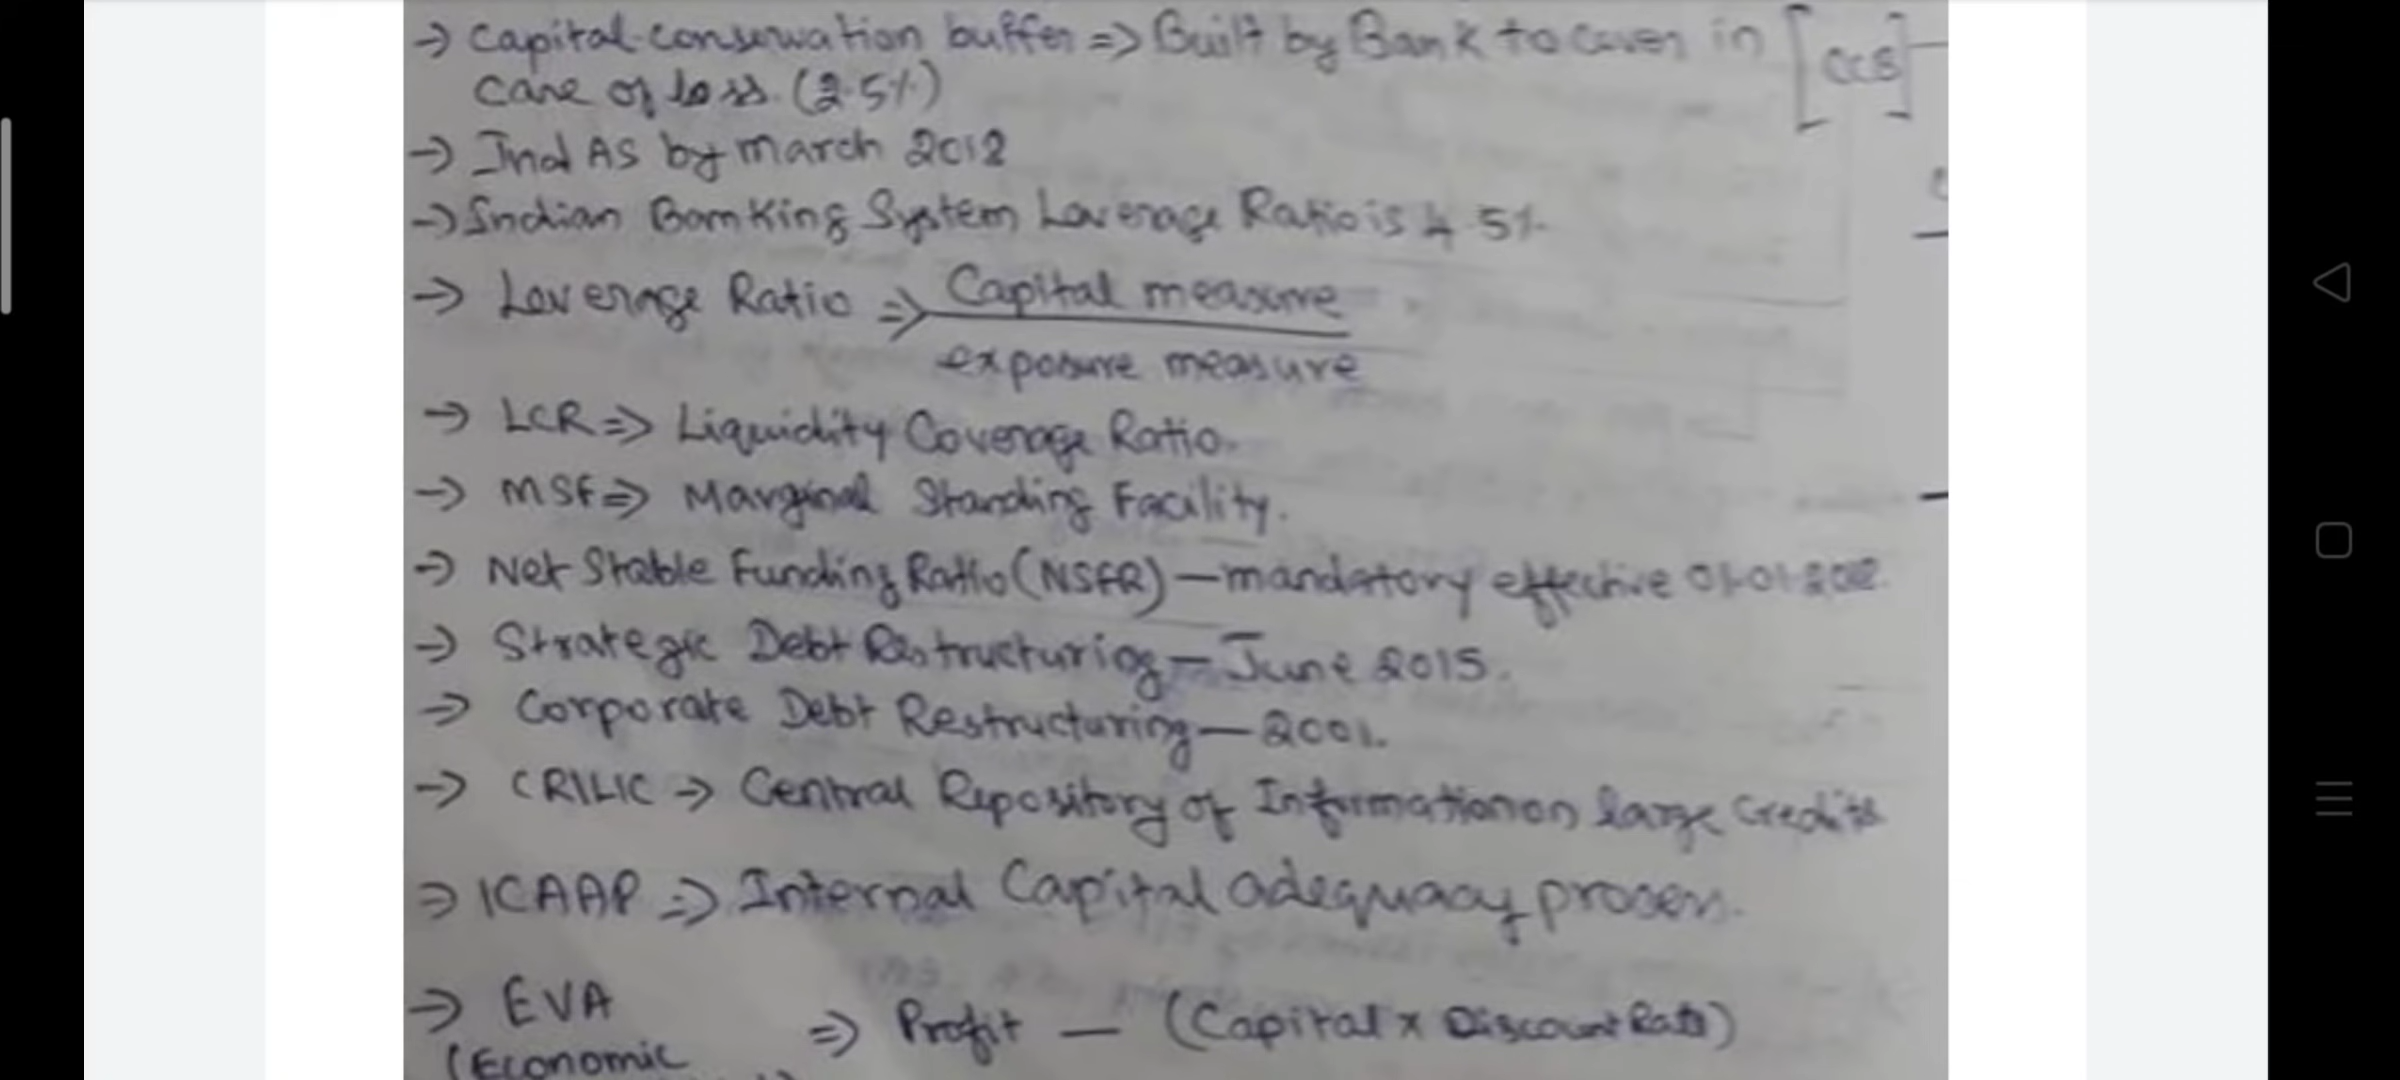 → Capital conservation buffer ⇒ Built by Bank to cover in [CCB]
case of loss. (2.5%)
→ Ind AS by march 2012
→ Indian Banking System Leverage Ratio is 4.5%
→ Leverage Ratio ⇒ Capital measure
exposure measure
→ LCR ⇒ Liquidity Coverage Ratio.
→ MSF ⇒ Marginal Standing Facility.
→ Net Stable Funding Ratio (NSFR) — mandatory effective
→ Strategic Debt Restructuring — June 2015.
→ Corporate Debt Restructuring — 2001.
→ CRILIC → Central Repository of Information on large Credits
⇒ ICAAP ⇒ Internal Capital adequacy process.
→ EVA
⇒ Profit — (Capital x Discount Rate)
(Economic